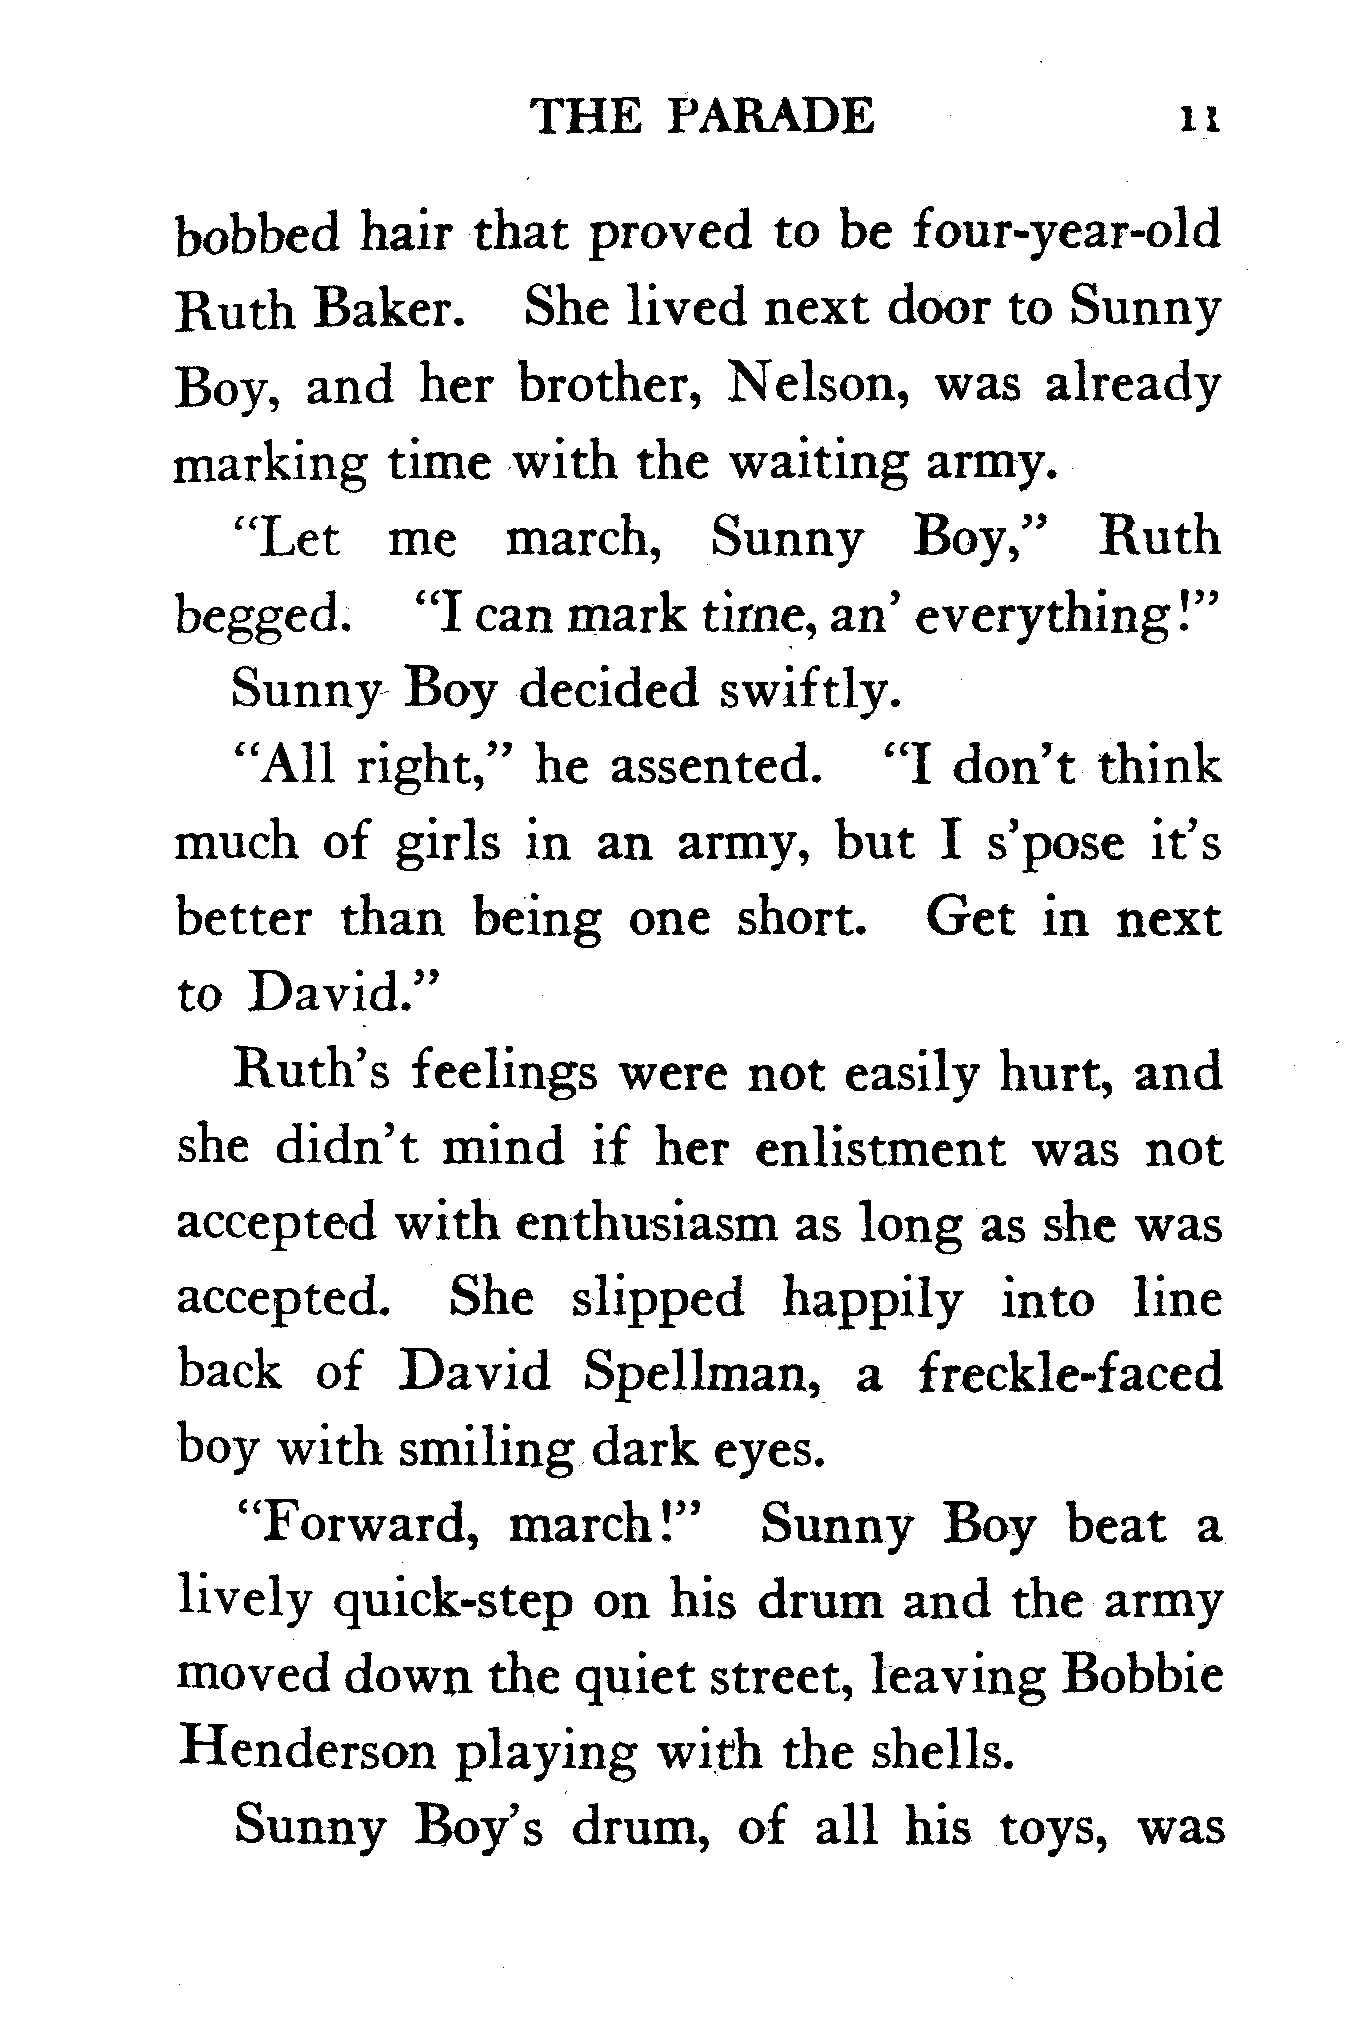 THE PARADE 11
bobbed hair that proved to be four-year-old
Ruth Baker. She lived next door to Sunny
Boy, and her brother, Nelson, was already
marking time with the waiting army.
“Let me march, Sunny Boy,” Ruth
begged. “I can mark time, an’ everything!”
Sunny Boy decided swiftly.
“All right,” he assented. “I don’t think
much of girls in an army, but I s’pose it’s
better than being one short. Get in next
to David.”
Ruth’s feelings were not easily hurt, and
she didn’t mind if her enlistment was not
accepted with enthusiasm as long as she was
accepted. She slipped happily into line
back of David Spellman, a freckle-faced
boy with smiling dark eyes.
“Forward, march!” Sunny Boy beat a
lively quick-step on his drum and the army
moved down the quiet street, leaving Bobbie
Henderson playing with the shells.
Sunny Boy’s drum, of all his toys, was